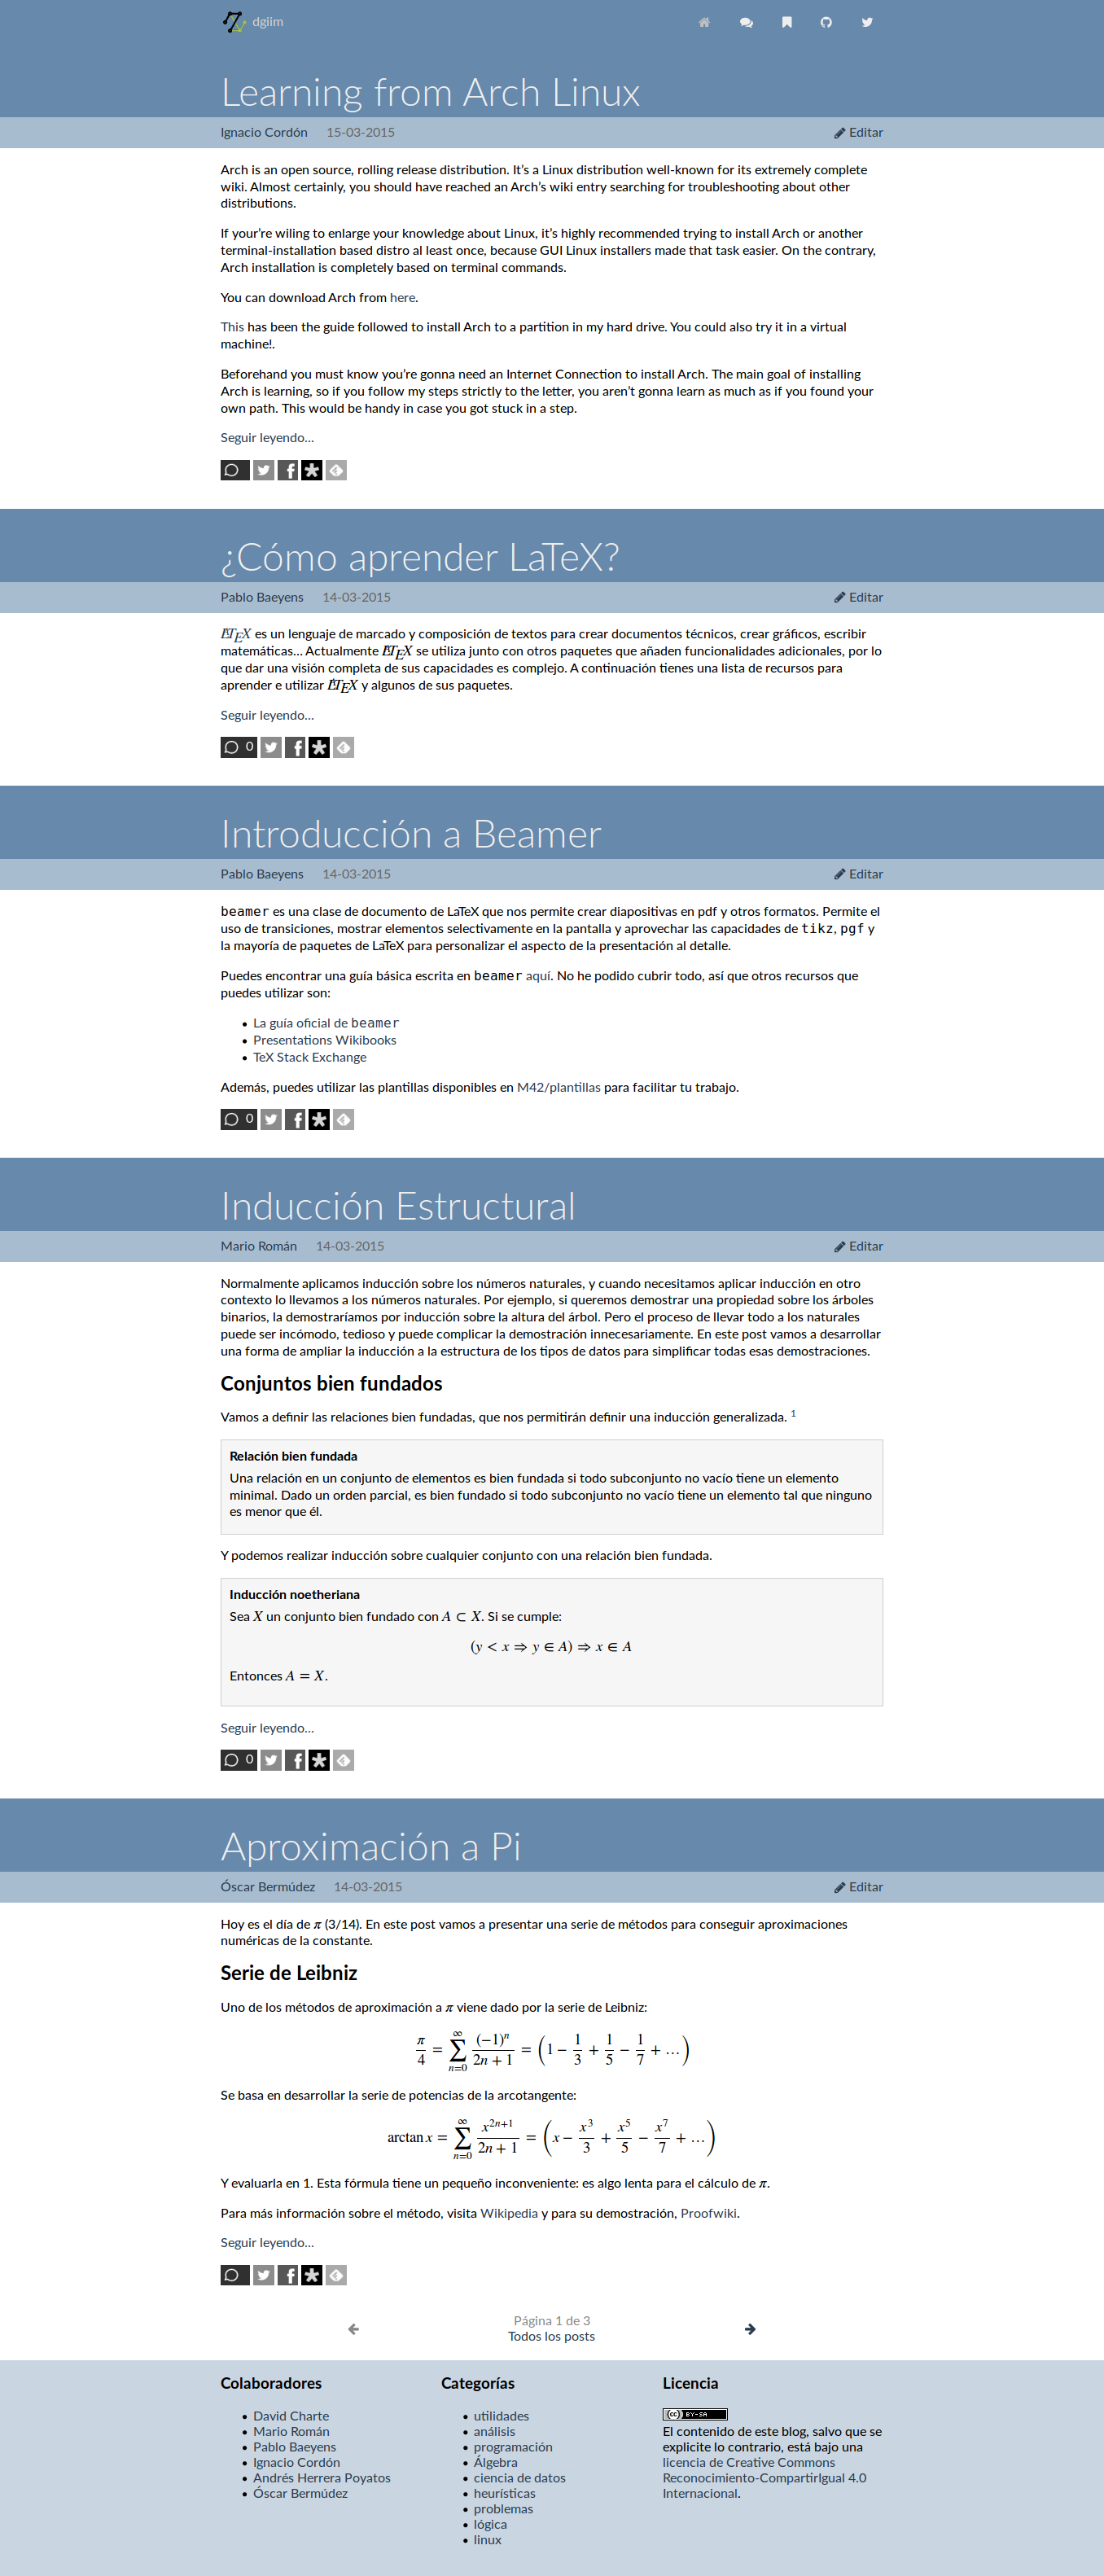 dgiim
Learning from Arch Linux
Ignacio Cordón 15-03-2015 Editar
Arch is an open source, rolling release distribution. It's a Linux distribution well-known for its extremely complete
wiki. Almost certainly, you should have reached an Arch's wiki entry searching for troubleshooting about other
distributions.
If your're wiling to enlarge your knowledge about Linux, it's highly recommended trying to install Arch or another
terminal-installation based distro al least once, because GUI Linux installers made that task easier. On the contrary,
Arch installation is completely based on terminal commands.
You can download Arch from here.
This has been the guide followed to install Arch to a partition in my hard drive. You could also try it in a virtual
machine!.
Beforehand you must know you're gonna need an Internet Connection to install Arch. The main goal of installing
Arch is learning, so if you follow my steps strictly to the letter, you aren't gonna learn as much as if you found your
own path. This would be handy in case you got stuck in a step.
Seguir leyendo...
¿Cómo aprender LaTeX?
Pablo Baeyens 14-03-2015 Editar
LATEX es un lenguaje de marcado y composición de textos para crear documentos técnicos, crear gráficos, escribir
matemáticas... Actualmente LATEX se utiliza junto con otros paquetes que añaden funcionalidades adicionales, por lo
que dar una visión completa de sus capacidades es complejo. A continuación tienes una lista de recursos para
aprender e utilizar LATEX y algunos de sus paquetes.
Seguir leyendo...
0
Introducción a Beamer
Pablo Baeyens 14-03-2015 Editar
beamer es una clase de documento de LaTeX que nos permite crear diapositivas en pdf y otros formatos. Permite el
uso de transiciones, mostrar elementos selectivamente en la pantalla y aprovechar las capacidades de tikz, pgf y
la mayoría de paquetes de LaTeX para personalizar el aspecto de la presentación al detalle.
Puedes encontrar una guía básica escrita en beamer aquí. No he podido cubrir todo, así que otros recursos que
puedes utilizar son:
• La guía oficial de beamer
• Presentations Wikibooks
• TeX Stack Exchange
Además, puedes utilizar las plantillas disponibles en M42/plantillas para facilitar tu trabajo.
0
Inducción Estructural
Mario Román 14-03-2015 Editar
Normalmente aplicamos inducción sobre los números naturales, y cuando necesitamos aplicar inducción en otro
contexto lo llevamos a los números naturales. Por ejemplo, si queremos demostrar una propiedad sobre los árboles
binarios, la demostraríamos por inducción sobre la altura del árbol. Pero el proceso de llevar todo a los naturales
puede ser incómodo, tedioso y puede complicar la demostración innecesariamente. En este post vamos a desarrollar
una forma de ampliar la inducción a la estructura de los tipos de datos para simplificar todas esas demostraciones.
Conjuntos bien fundados
Vamos a definir las relaciones bien fundadas, que nos permitirán definir una inducción generalizada. 1
Relación bien fundada
Una relación en un conjunto de elementos es bien fundada si todo subconjunto no vacío tiene un elemento
minimal. Dado un orden parcial, es bien fundado si todo subconjunto no vacío tiene un elemento tal que ninguno
es menor que él.
Y podemos realizar inducción sobre cualquier conjunto con una relación bien fundada.
Inducción noetheriana
Sea X un conjunto bien fundado con A ⊂ X. Si se cumple:
(y < x ⇒ y ∈ A) ⇒ x ∈ A
Entonces A = X.
Seguir leyendo...
0
Aproximación a Pi
Óscar Bermúdez 14-03-2015 Editar
Hoy es el día de π (3/14). En este post vamos a presentar una serie de métodos para conseguir aproximaciones
numéricas de la constante.
Serie de Leibniz
Uno de los métodos de aproximación a π viene dado por la serie de Leibniz:
π/4 = ∑_{n=0}^{∞} (−1)^n/(2n + 1) = (1 − 1/3 + 1/5 − 1/7 + …)
Se basa en desarrollar la serie de potencias de la arcotangente:
arctan x = ∑_{n=0}^{∞} x^{2n+1}/(2n + 1) = (x − x^3/3 + x^5/5 − x^7/7 + …)
Y evaluarla en 1. Esta fórmula tiene un pequeño inconveniente: es algo lenta para el cálculo de π.
Para más información sobre el método, visita Wikipedia y para su demostración, Proofwiki.
Seguir leyendo...
Página 1 de 3
Todos los posts
Colaboradores
• David Charte
• Mario Román
• Pablo Baeyens
• Ignacio Cordón
• Andrés Herrera Poyatos
• Óscar Bermúdez
Categorías
• utilidades
• análisis
• programación
• Álgebra
• ciencia de datos
• heurísticas
• problemas
• lógica
• linux
Licencia
cc BY-SA
El contenido de este blog, salvo que se
explicite lo contrario, está bajo una
licencia de Creative Commons
Reconocimiento-CompartirIgual 4.0
Internacional.